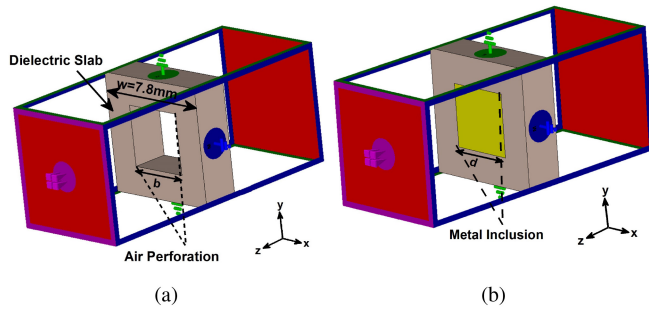 Dielectric Slab
w=7.8mm
b
Air Perforation
y
x
z
(a)
d
Metal Inclusion
y
x
z
(b)